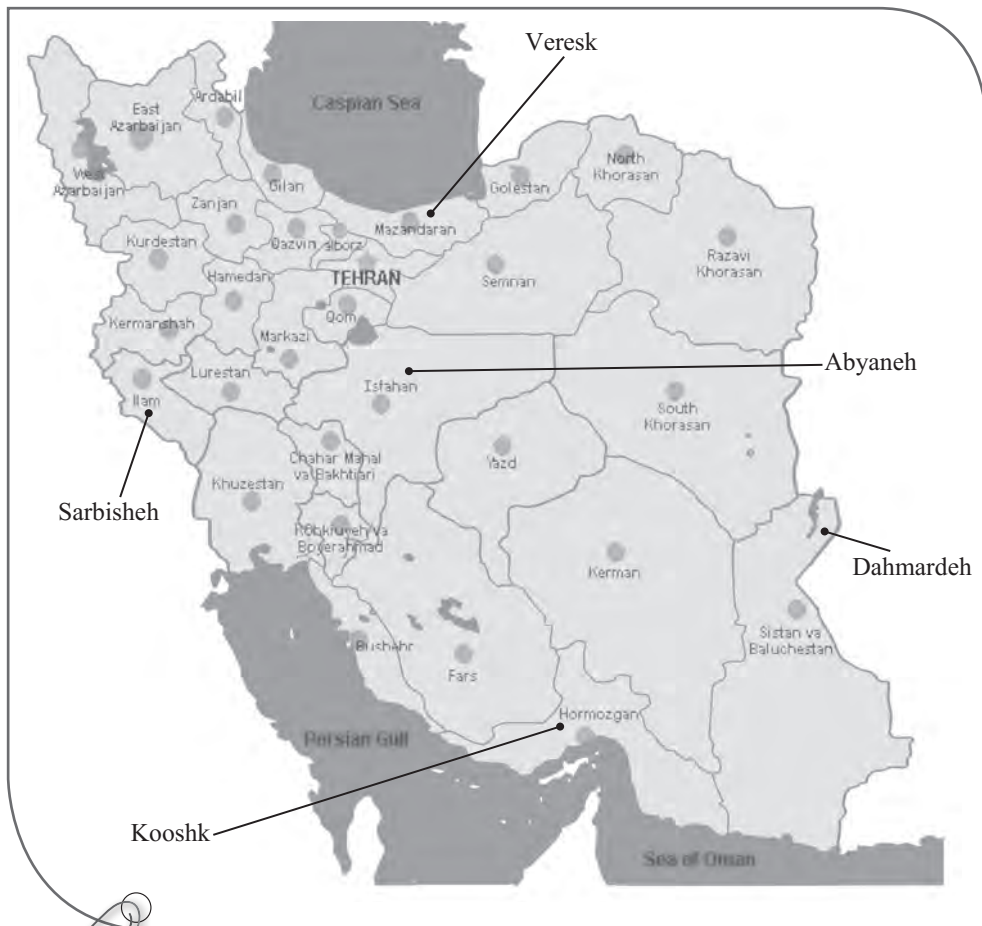 Veresk
Caspian Sea
Ardabil
East
Azarbaijan
West
Azarbaijan
Gilan
Golestan
North
Khorasan
Zanjan
Mazandaran
Kurdestan
Qazvin
alborz
Razavi
Khorasan
Hamedan
TEHRAN
Semnan
Qom
Kermanshah
Markazi
Abyaneh
Lurestan
Isfahan
Ilam
South
Khorasan
Chahar Mahal
va Bakhtiari
Yazd
Khuzestan
Sarbisheh
Kohkiluyeh va
Boyerahmad
Dahmardeh
Kerman
Sistan va
Baluchestan
Bushehr
Fars
Hormozgan
Persian Gulf
Kooshk
Sea of Oman